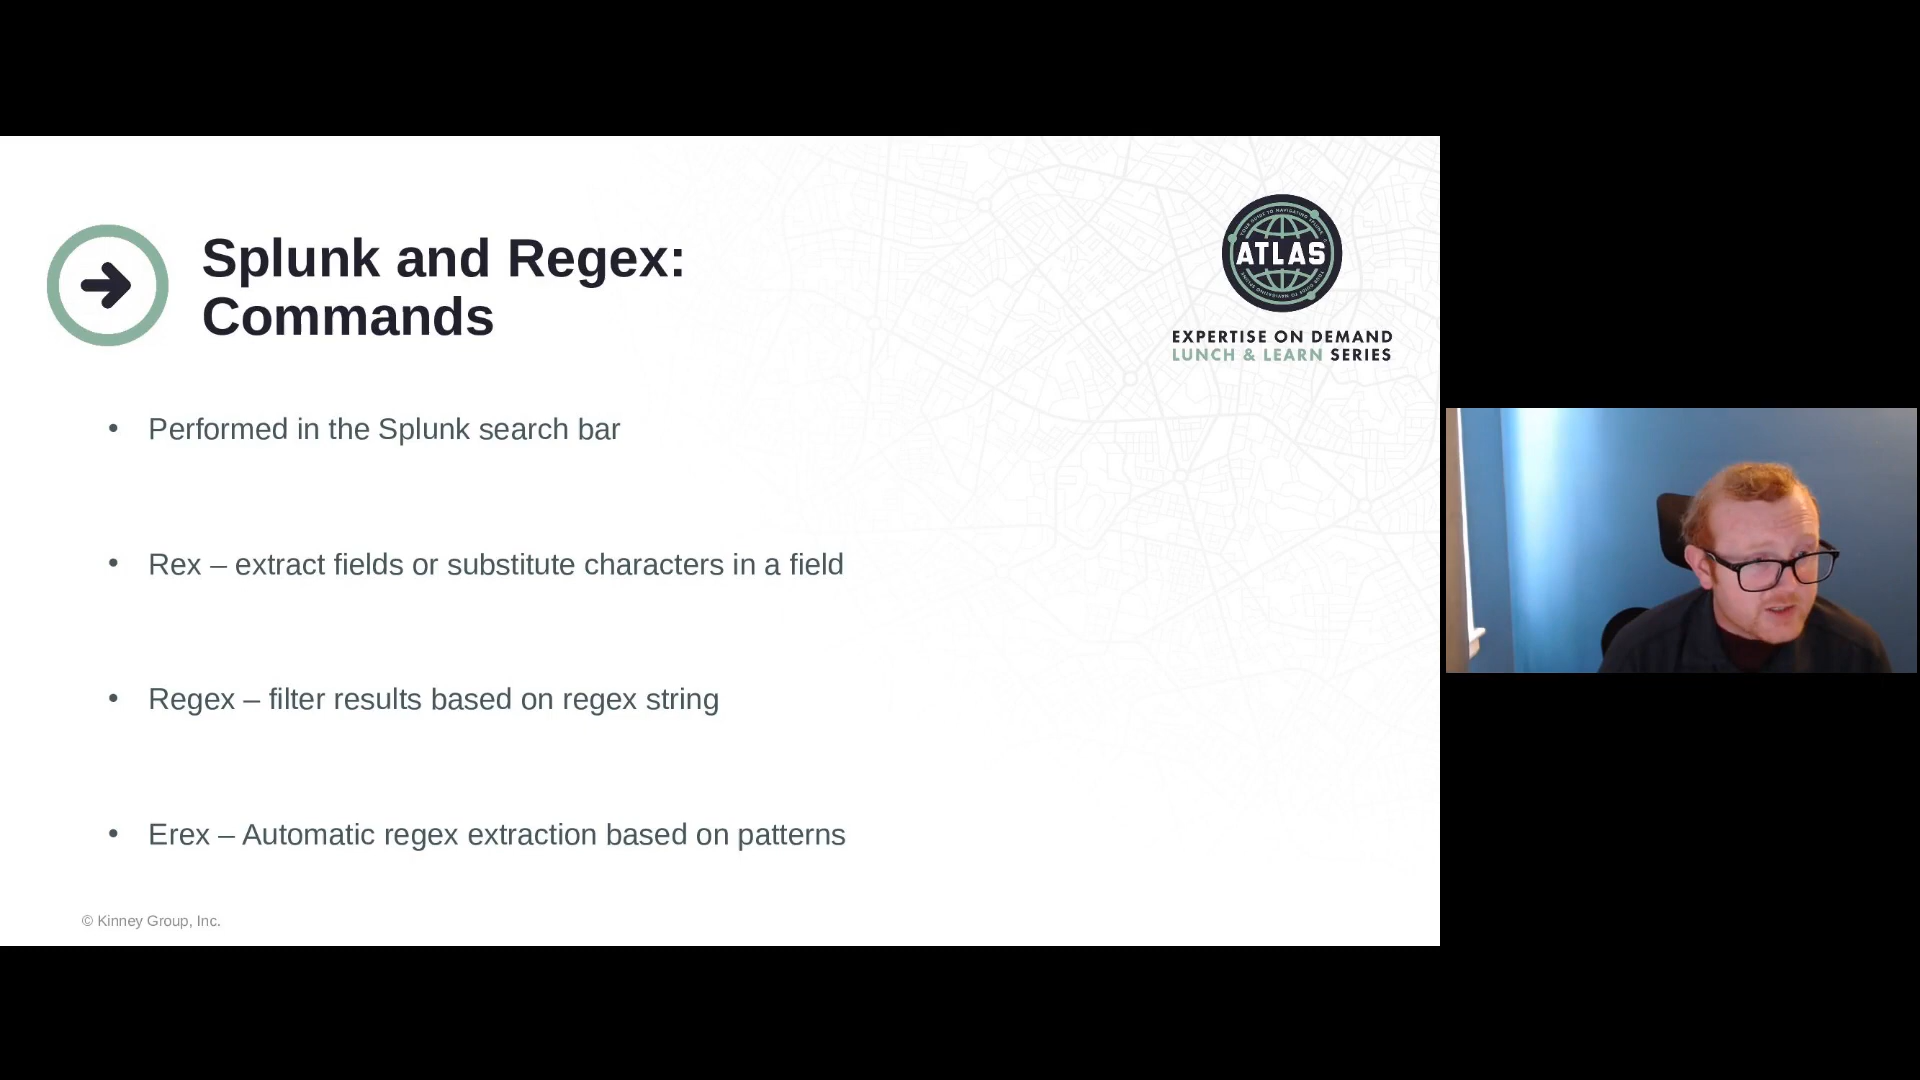 Splunk and Regex:
Commands
ATLAS
EXPERTISE ON DEMAND
LUNCH & LEARN SERIES
• Performed in the Splunk search bar
• Rex – extract fields or substitute characters in a field
• Regex – filter results based on regex string
• Erex – Automatic regex extraction based on patterns
© Kinney Group, Inc.